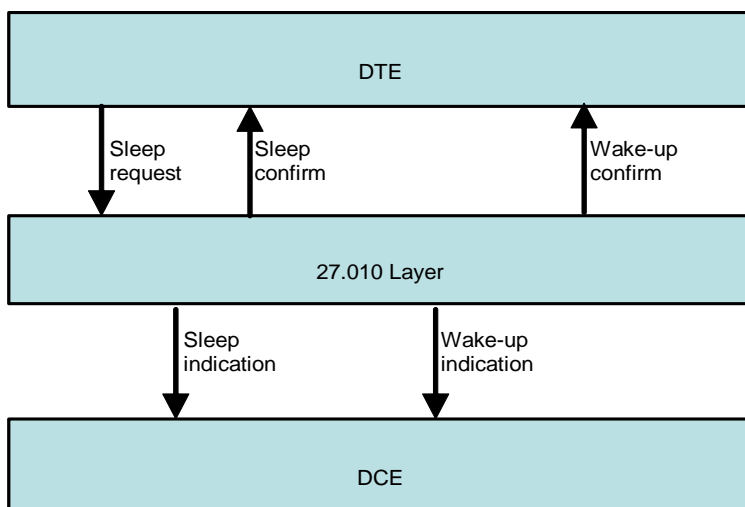 DTE
Sleep
request
Sleep
confirm
Wake-up
confirm
27.010 Layer
Sleep
indication
Wake-up
indication
DCE